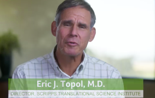 Eric J. Topol, M.D.
DIRECTOR, SCRIPPS TRANSLATIONAL SCIENCE INSTITUTE